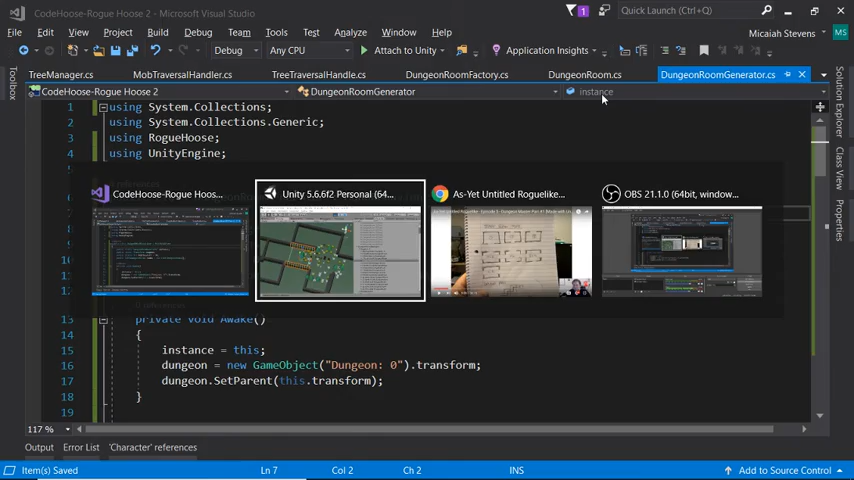 CodeHoose-Rogue Hoose 2 - Microsoft Visual Studio
1
Quick Launch (Ctrl+Q)
File
Edit
View
Project
Build
Debug
Team
Tools
Test
Analyze
Window
Help
Micaiah Stevens
MS
Debug
Any CPU
Attach to Unity
Application Insights
Toolbox
TreeManager.cs
MobTraversalHandler.cs
TreeTraversalHandle.cs
DungeonRoomFactory.cs
DungeonRoom.cs
DungeonRoomGenerator.cs
Solution Explorer
Class View
Properties
CodeHoose-Rogue Hoose 2
DungeonRoomGenerator
instance
1 using System.Collections;
2 using System.Collections.Generic;
3 using RogueHoose;
4 using UnityEngine;
5
CodeHoose-Rogue Hoos...
Unity 5.6.6f2 Personal (64...
As-Yet Untitled Roguelike...
OBS 21.1.0 (64bit, window...
13 private void Awake()
14 {
15 instance = this;
16 dungeon = new GameObject("Dungeon: 0").transform;
17 dungeon.SetParent(this.transform);
18 }
19
117 %
Output
Error List
'Character' references
Item(s) Saved
Ln 7
Col 2
Ch 2
INS
Add to Source Control